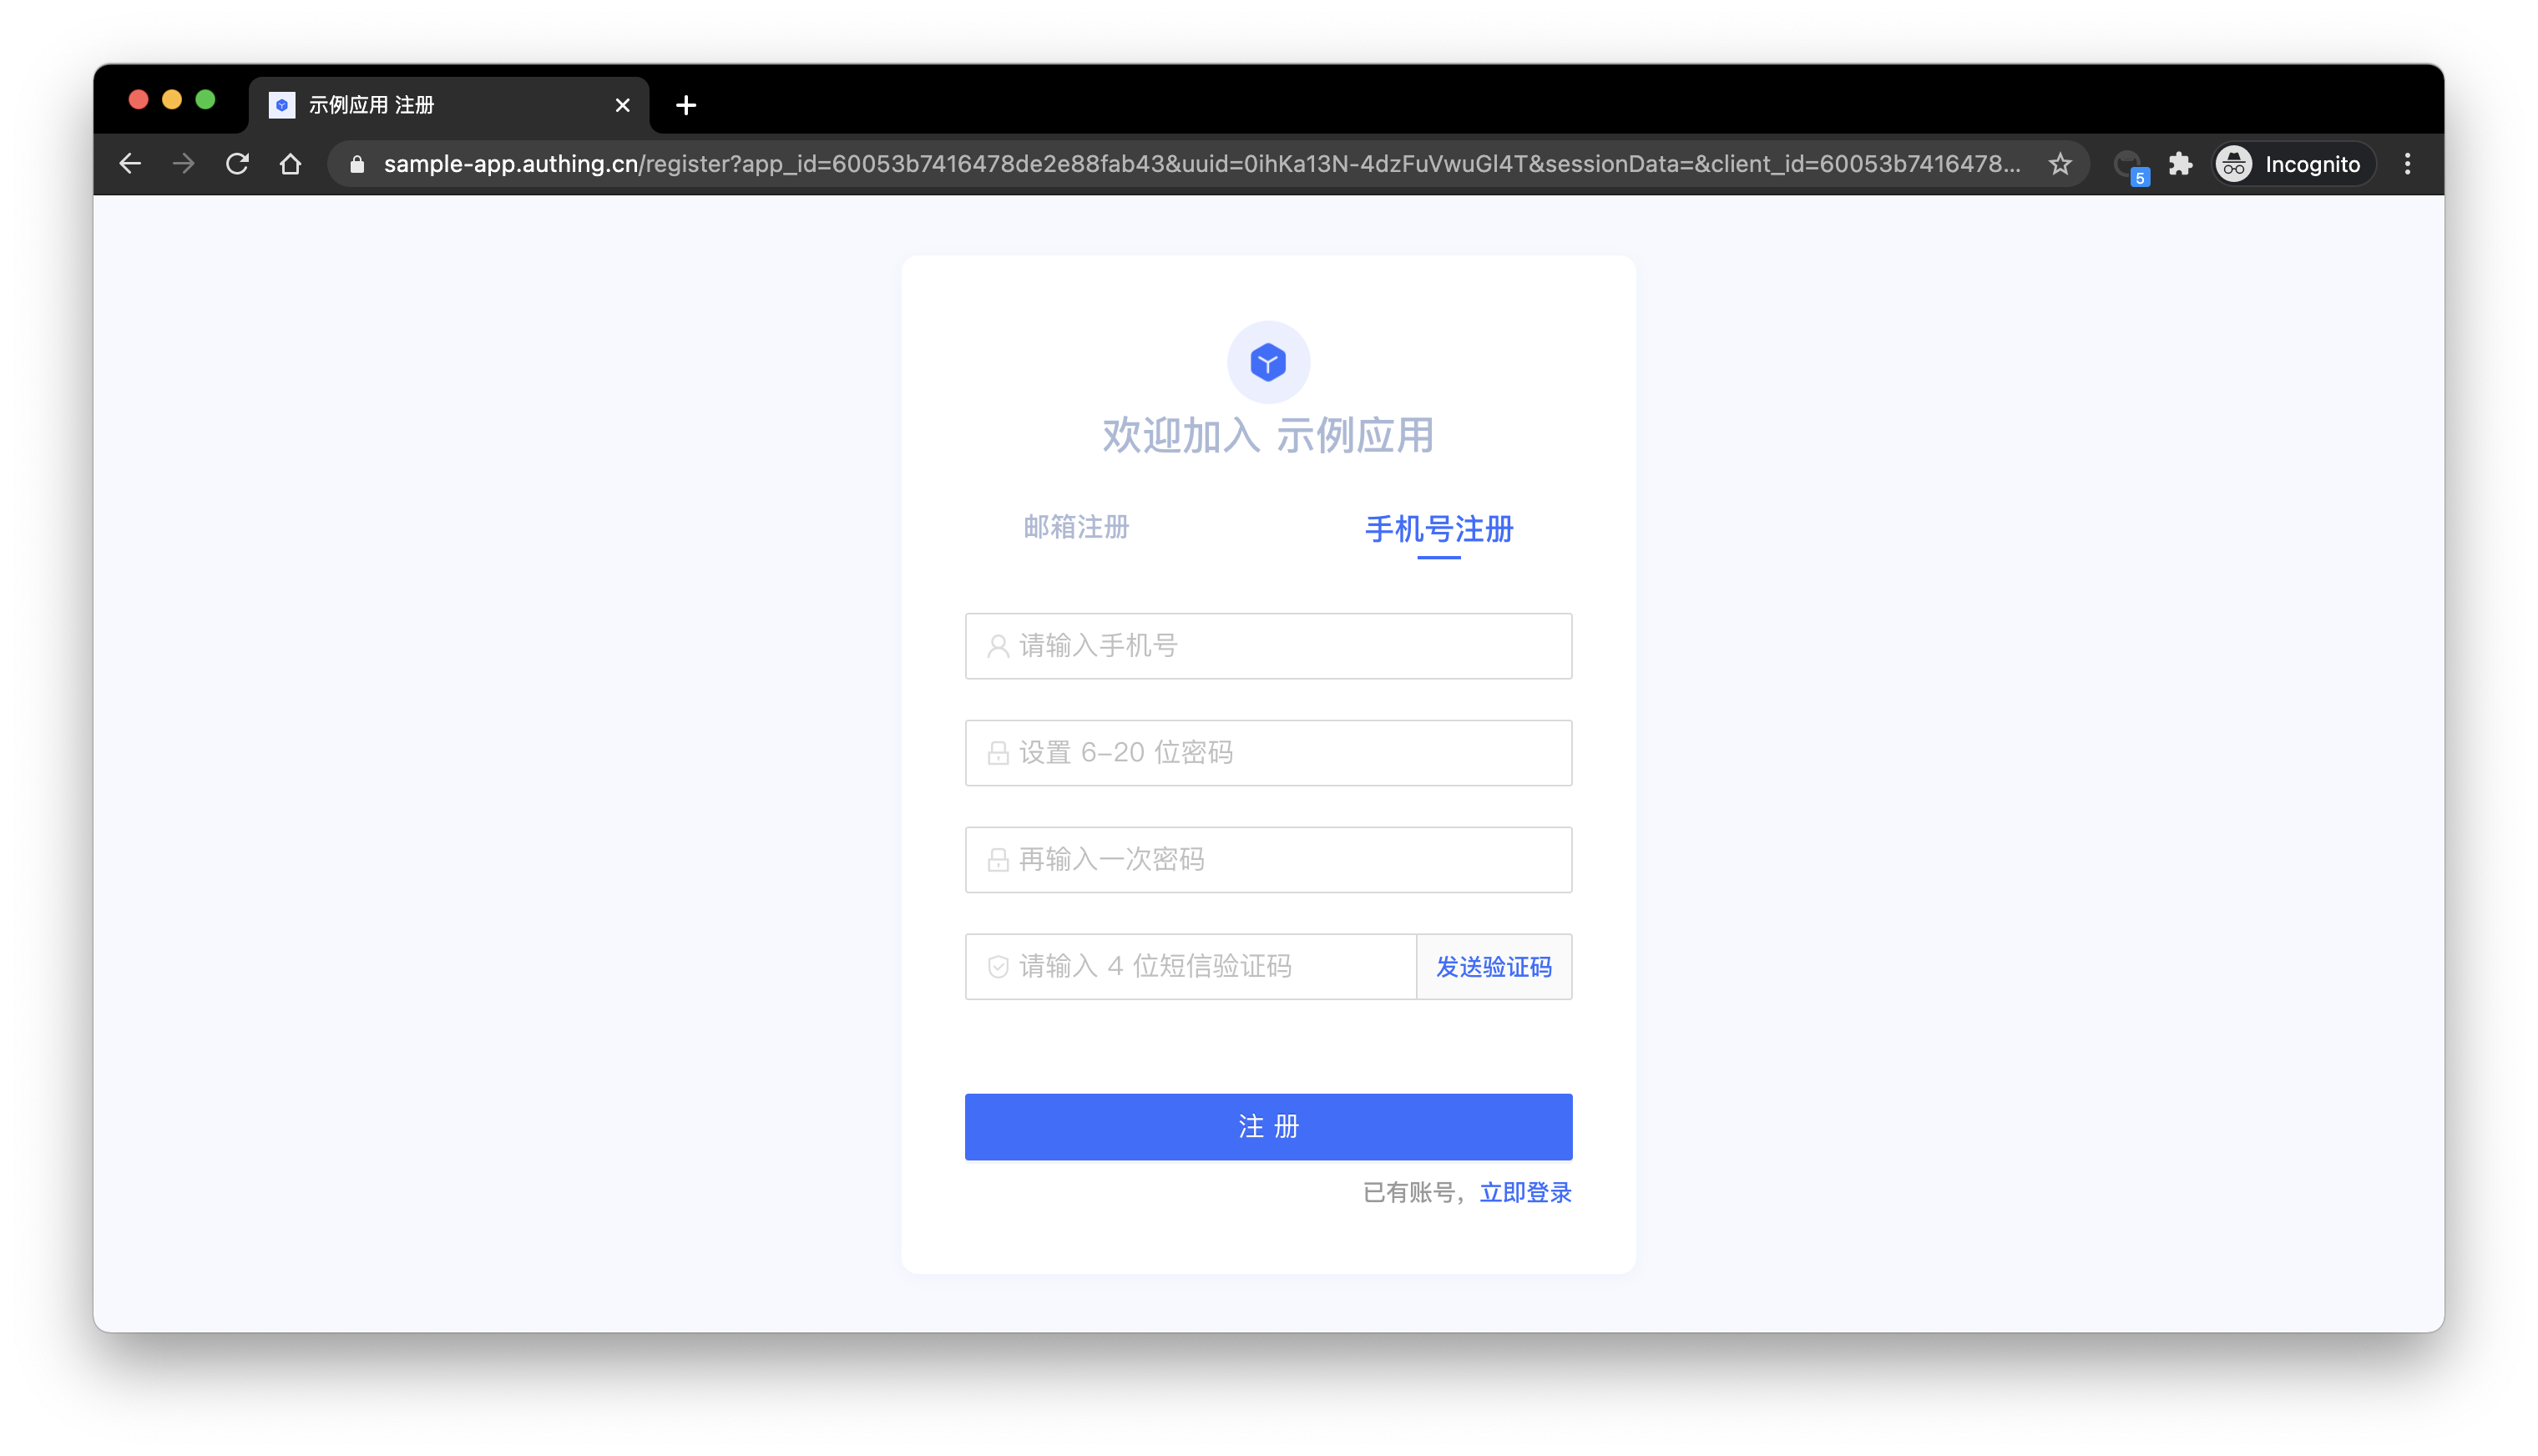 示例应用 注册
sample-app.authing.cn/register?app_id=60053b7416478de2e88fab43&uuid=0ihKa13N-4dzFuVwuGl4T&sessionData=&client_id=60053b7416478...
5
Incognito
欢迎加入 示例应用
邮箱注册 手机号注册
请输入手机号
设置 6-20 位密码
再输入一次密码
请输入 4 位短信验证码 发送验证码
注 册
已有账号，立即登录